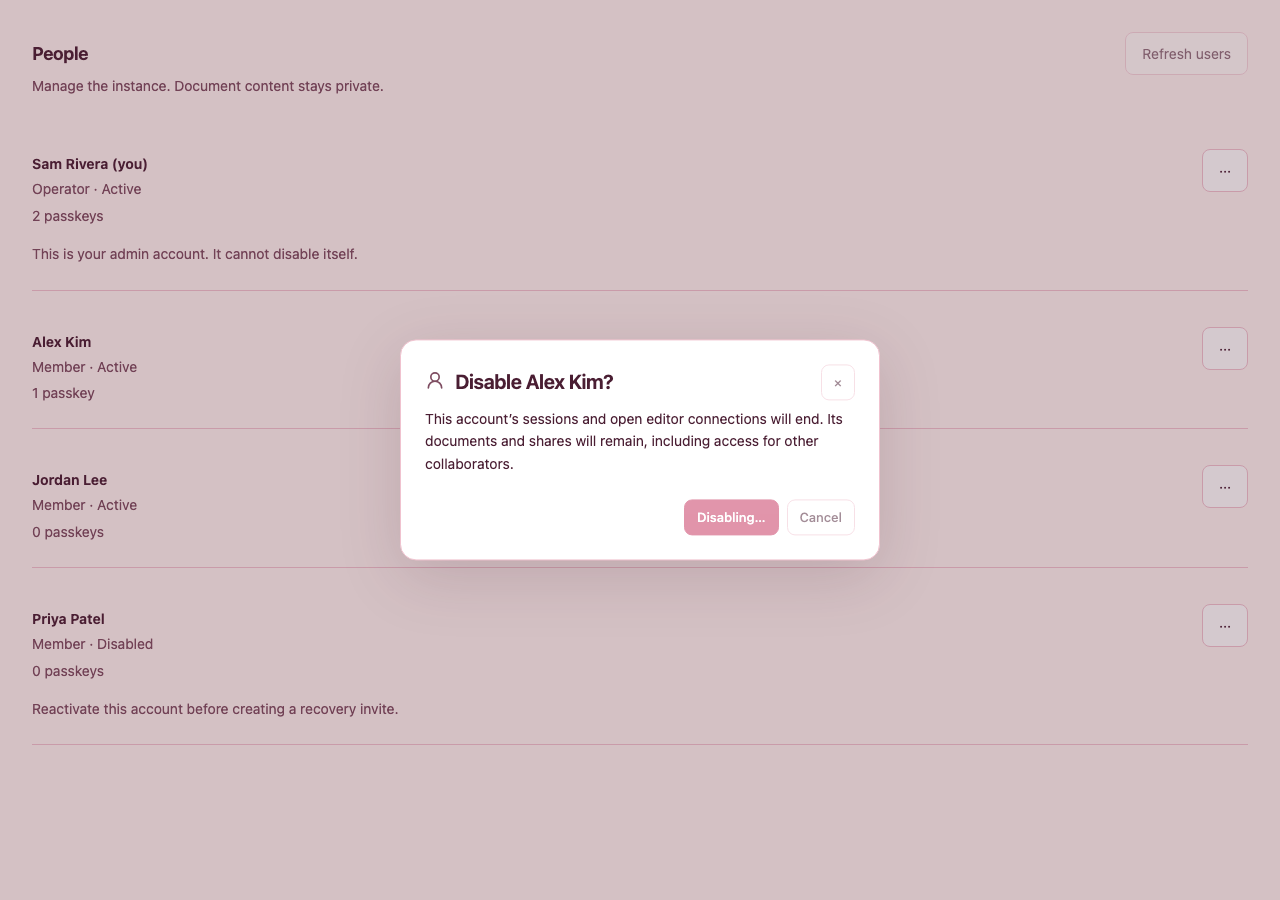 People
Refresh users
Manage the instance. Document content stays private.
Sam Rivera (you)
...
Operator · Active
2 passkeys
This is your admin account. It cannot disable itself.
Alex Kim
...
Member · Active
1 passkey
Disable Alex Kim?
×
This account’s sessions and open editor connections will end. Its
documents and shares will remain, including access for other
collaborators.
Disabling…
Cancel
Jordan Lee
...
Member · Active
0 passkeys
Priya Patel
...
Member · Disabled
0 passkeys
Reactivate this account before creating a recovery invite.